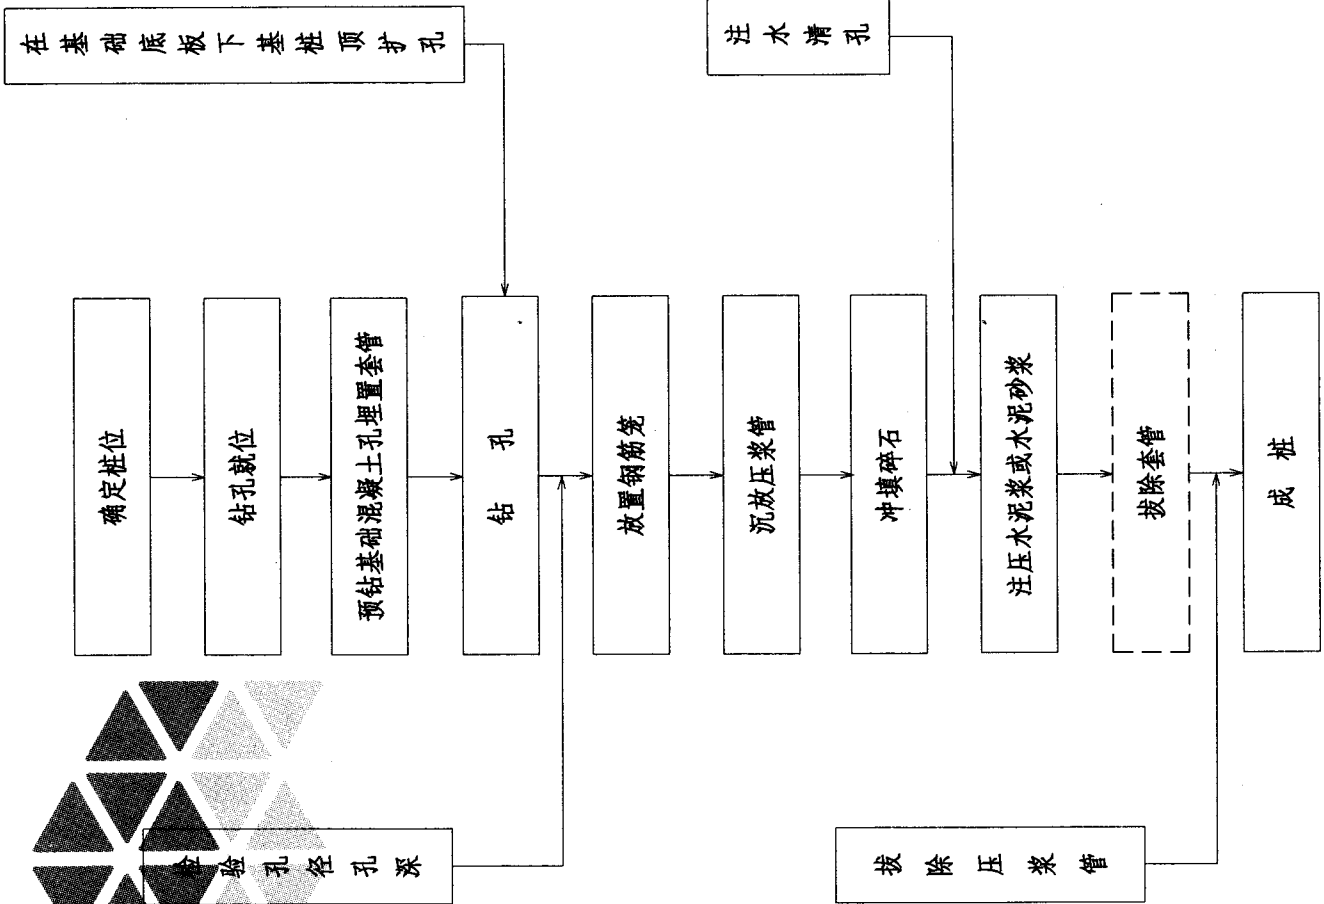 在基础底板下基桩顶扩孔
注水清孔
确定桩位
钻孔就位
预钻基础混凝土孔埋置套管
钻孔
放置钢筋笼
沉放压浆管
冲填碎石
注压水泥浆或水泥砂浆
拔除套管
成桩
检验孔径孔深
拔除压浆管